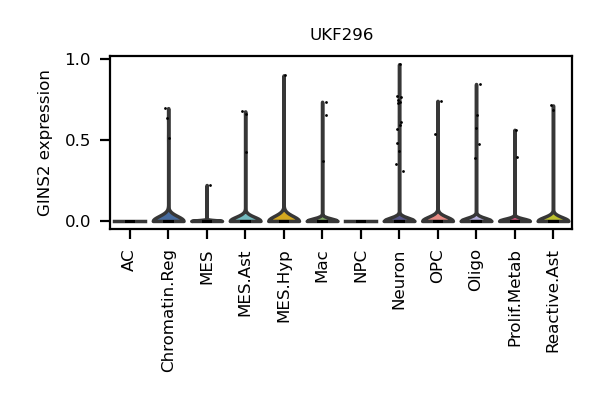 UKF296
GINS2 expression
1.0
0.5
0.0
AC
Chromatin.Reg
MES
MES.Ast
MES.Hyp
Mac
NPC
Neuron
OPC
Oligo
Prolif.Metab
Reactive.Ast